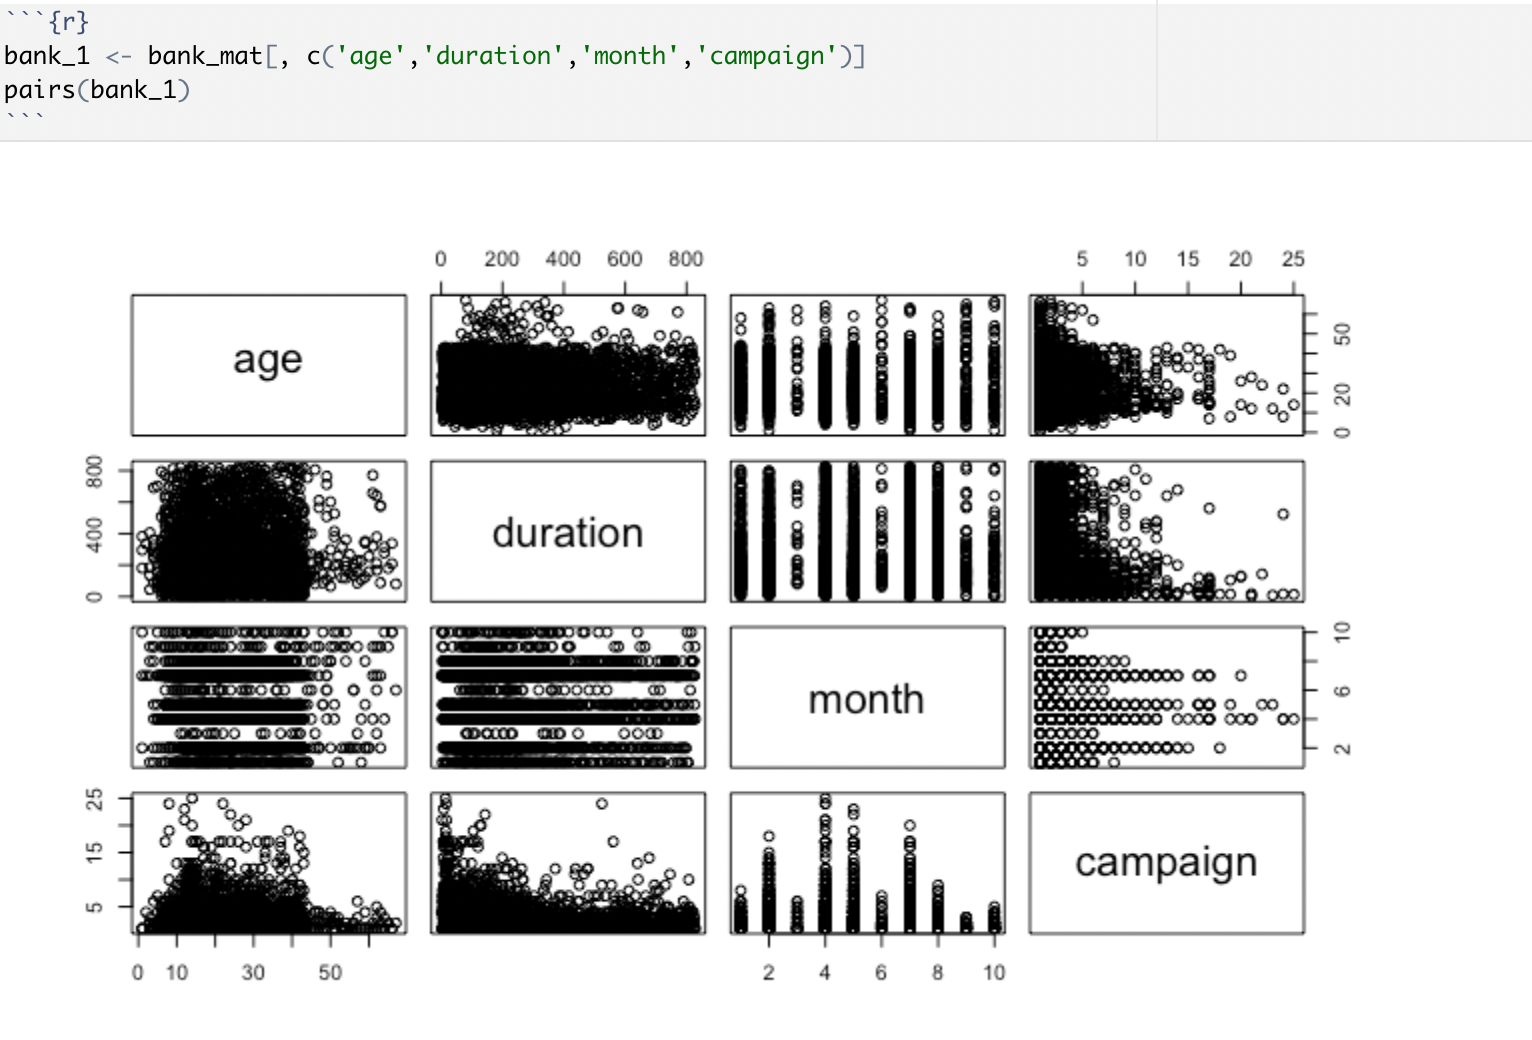 ```{r}
bank_1 <- bank_mat[, c('age','duration','month','campaign')]
pairs(bank_1)
```
0 200 400 600 800
5 10 15 20 25
age
0 20 50
0 400 800
duration
month
2 6 10
5 15 25
campaign
0 10 30 50
2 4 6 8 10